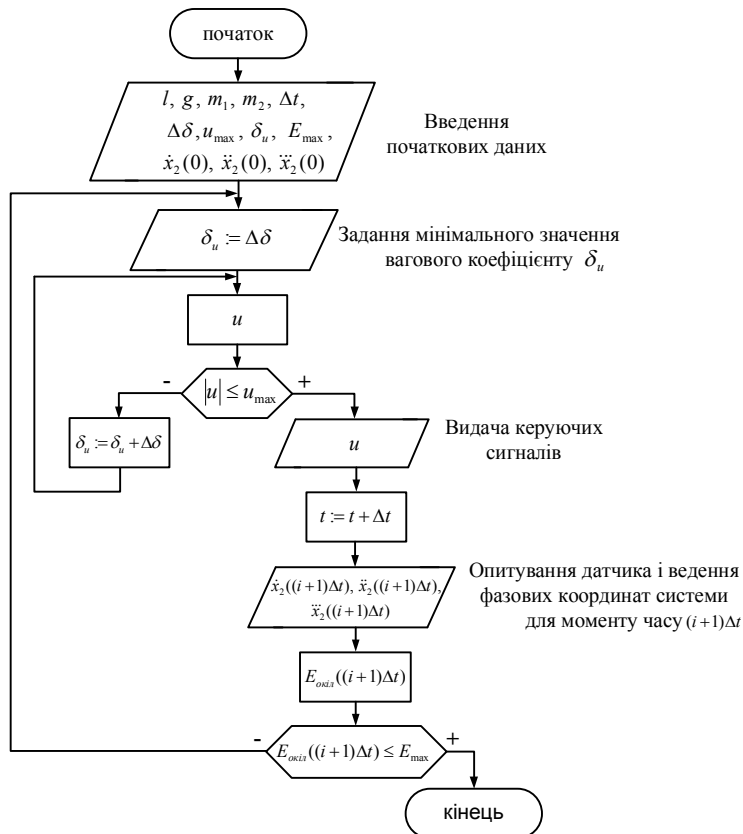 початок
l, g, m₁, m₂, Δt,
Δδ, u_max, δ_u, E_max,
ẋ₂(0), ẍ₂(0), x⃛₂(0)
Введення
початкових даних
δ_u := Δδ
Задання мінімального значення
вагового коефіцієнту δ_u
u
- |u| ≤ u_max +
δ_u := δ_u + Δδ
u
Видача керуючих
сигналів
t := t + Δt
ẋ₂((i+1)Δt), ẍ₂((i+1)Δt),
x⃛₂((i+1)Δt)
Опитування датчика і ведення
фазових координат системи
для моменту часу (i+1)Δt
E_окіл((i+1)Δt)
- E_окіл((i+1)Δt) ≤ E_max +
кінець